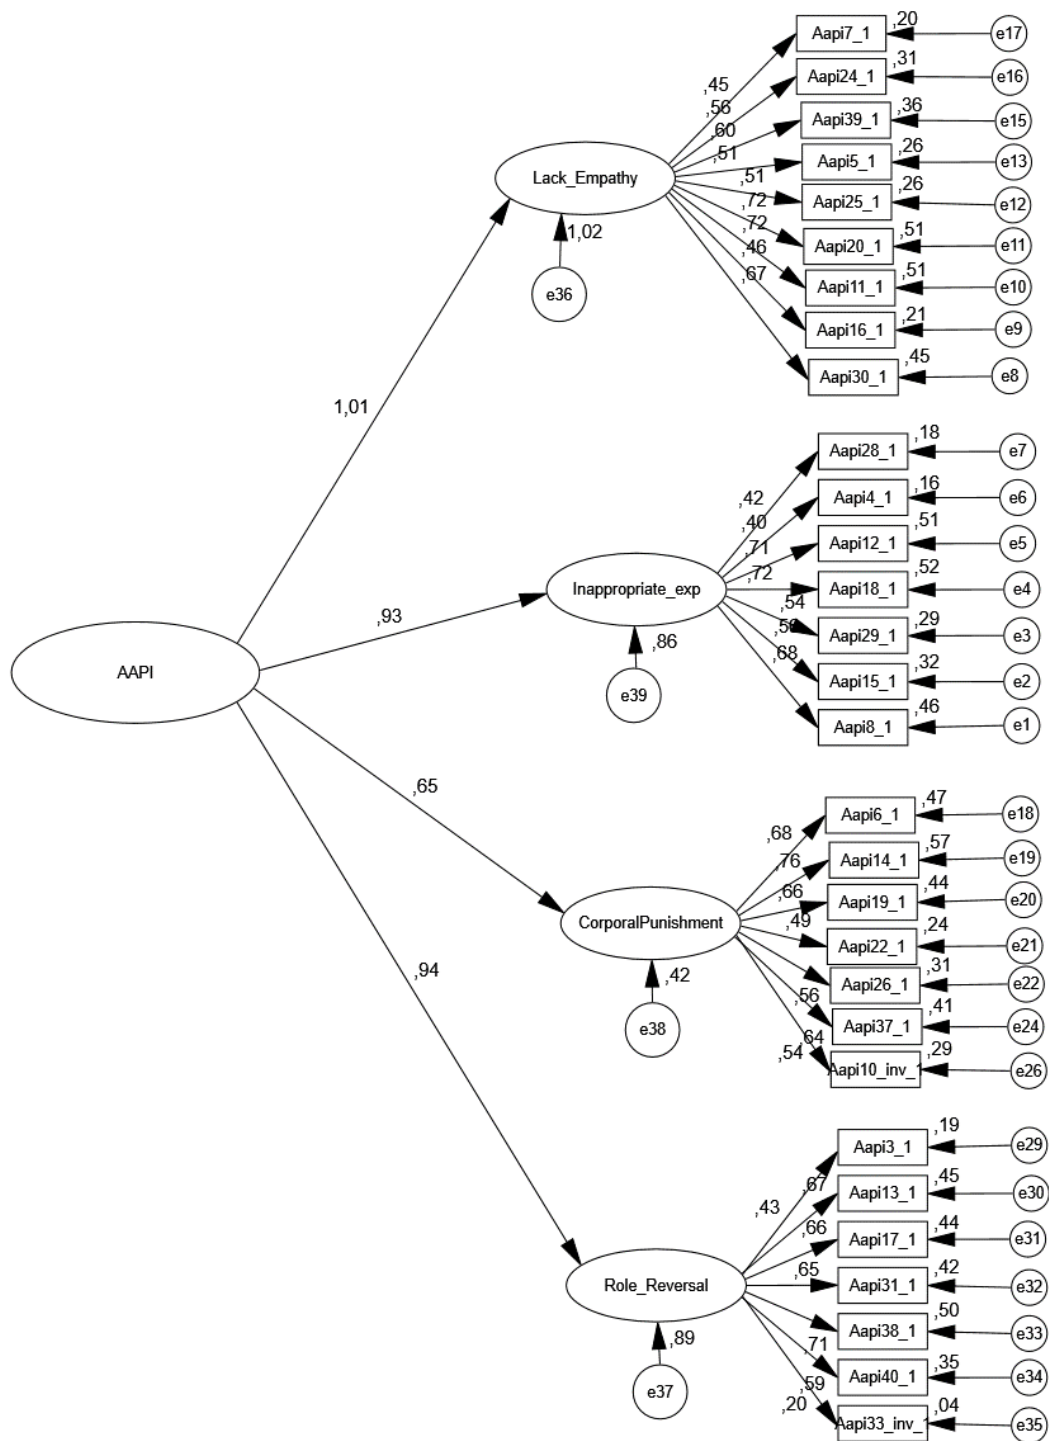 ,20
Aapi7_1
e17
,31
Aapi24_1
e16
,45
,56
,36
Aapi39_1
e15
,60
,51
,26
Lack_Empathy
Aapi5_1
e13
,51
,26
Aapi25_1
e12
,72
,72
,51
1,02
Aapi20_1
e11
,46
,67
,51
e36
Aapi11_1
e10
,21
Aapi16_1
e9
,45
Aapi30_1
e8
1,01
,18
Aapi28_1
e7
,42
,16
Aapi4_1
e6
,40
,51
Aapi12_1
e5
,71
,72
,52
Inappropriate_exp
Aapi18_1
e4
,54
,29
,93
Aapi29_1
e3
,68
,32
,86
Aapi15_1
e2
AAPI
e39
,46
Aapi8_1
e1
,65
,47
Aapi6_1
e18
,68
,57
,76
Aapi14_1
e19
,66
,44
Aapi19_1
e20
,49
,24
CorporalPunishment
Aapi22_1
e21
,31
,94
,42
Aapi26_1
e22
,56
,41
e38
Aapi37_1
e24
,64
,54
,29
Aapi10_inv_1
e26
,19
Aapi3_1
e29
,67
,45
,43
Aapi13_1
e30
,66
,44
Aapi17_1
e31
,65
,42
Role_Reversal
Aapi31_1
e32
,50
,89
Aapi38_1
e33
,71
,35
e37
Aapi40_1
e34
,59
,20
,04
Aapi33_inv_1
e35